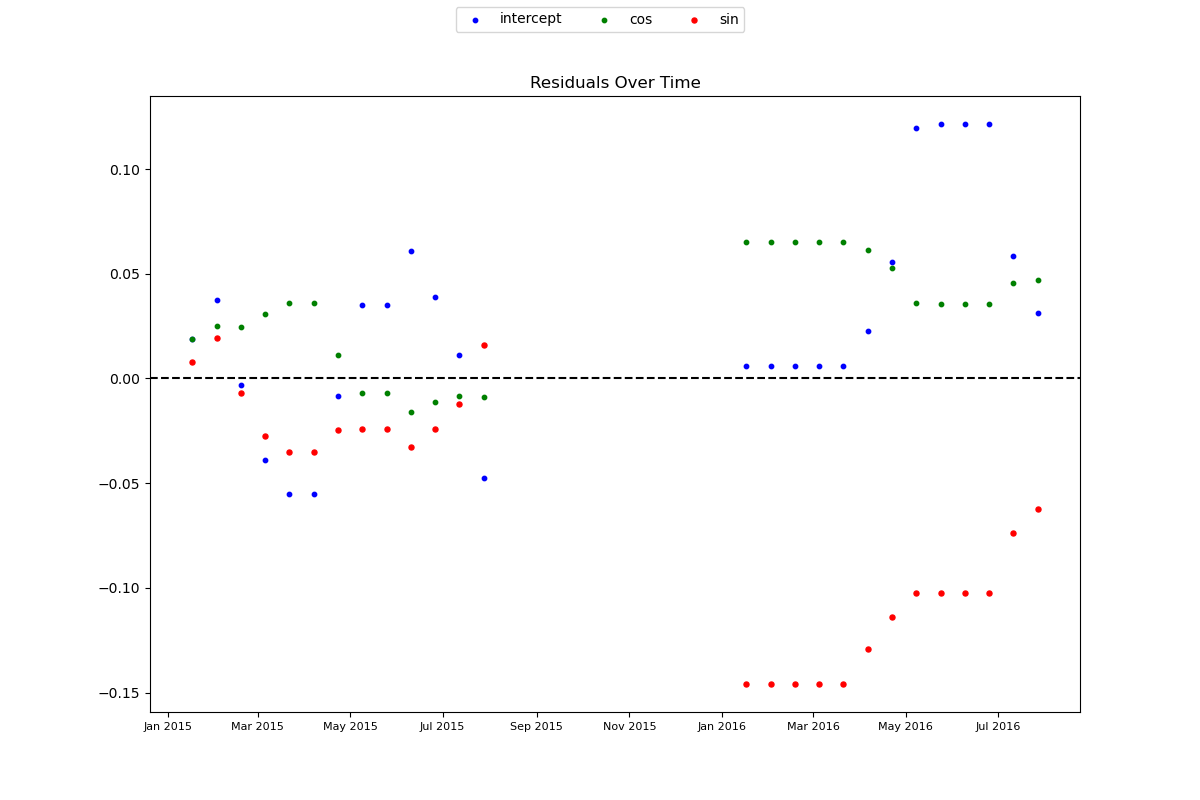 intercept cos sin
Residuals Over Time
0.10
0.05
0.00
−0.05
−0.10
−0.15
Jan 2015 Mar 2015 May 2015 Jul 2015 Sep 2015 Nov 2015 Jan 2016 Mar 2016 May 2016 Jul 2016